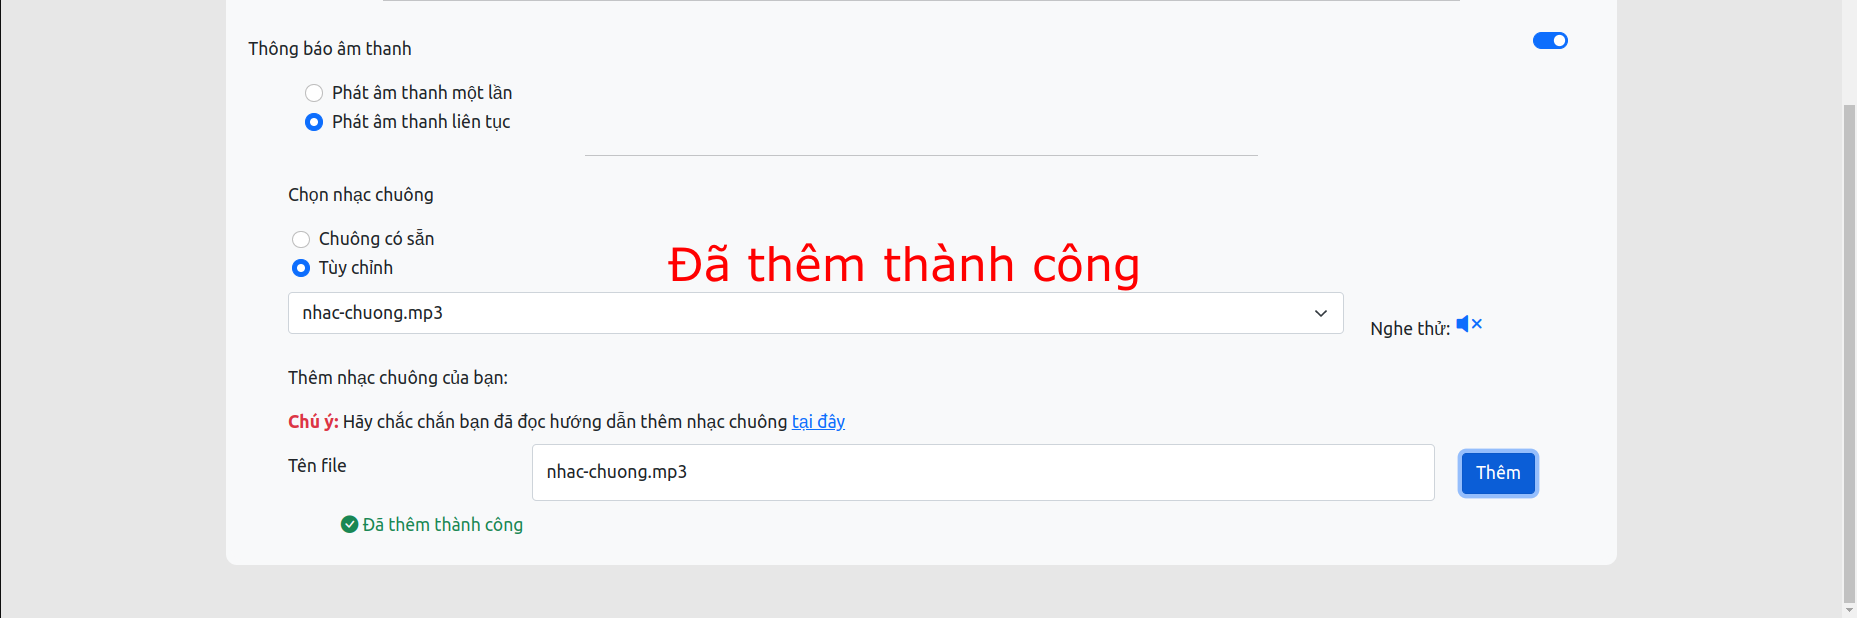 Thông báo âm thanh
Phát âm thanh một lần
Phát âm thanh liên tục
Chọn nhạc chuông
Chuông có sẵn
Tùy chỉnh
Đã thêm thành công
nhac-chuong.mp3
Nghe thử:
Thêm nhạc chuông của bạn:
Chú ý: Hãy chắc chắn bạn đã đọc hướng dẫn thêm nhạc chuông tại đây
Tên file
nhac-chuong.mp3
Thêm
Đã thêm thành công